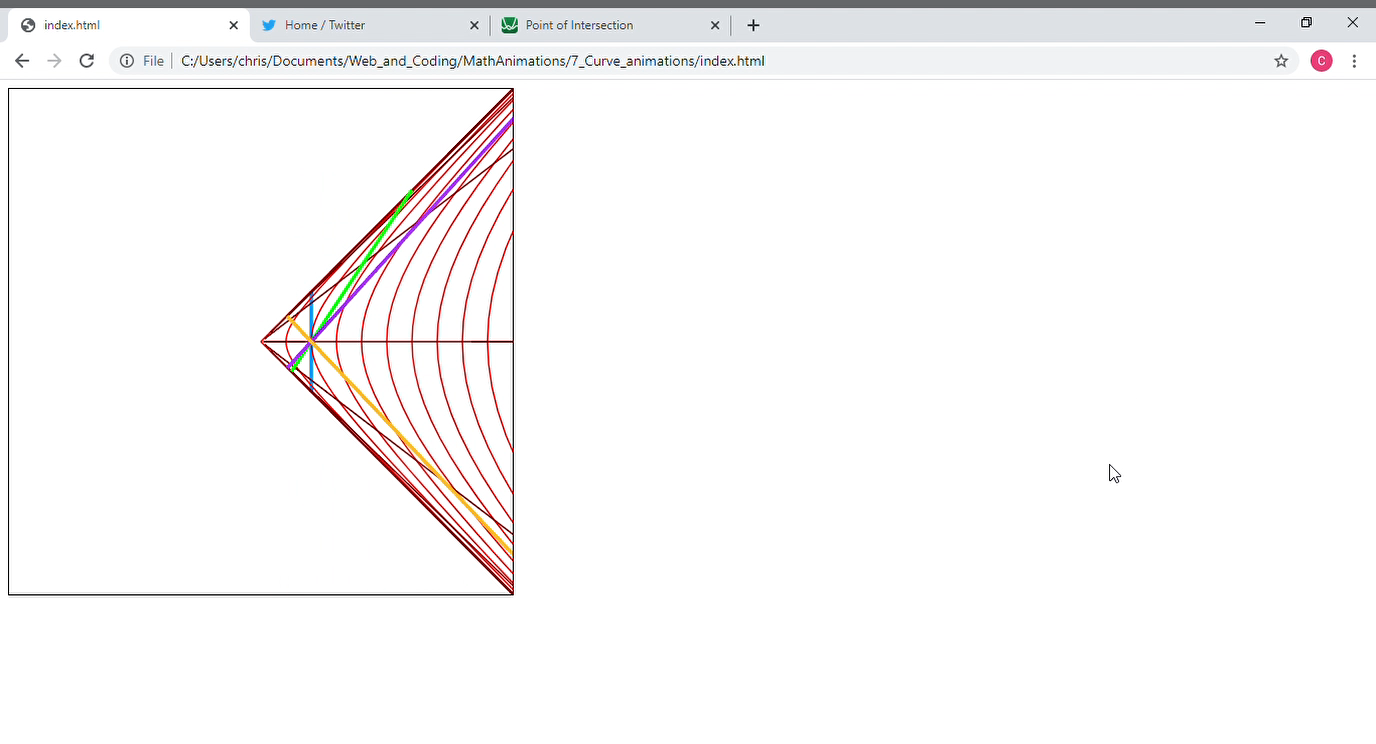 index.html
Home / Twitter
Point of Intersection
File
C:/Users/chris/Documents/Web_and_Coding/MathAnimations/7_Curve_animations/index.html
C